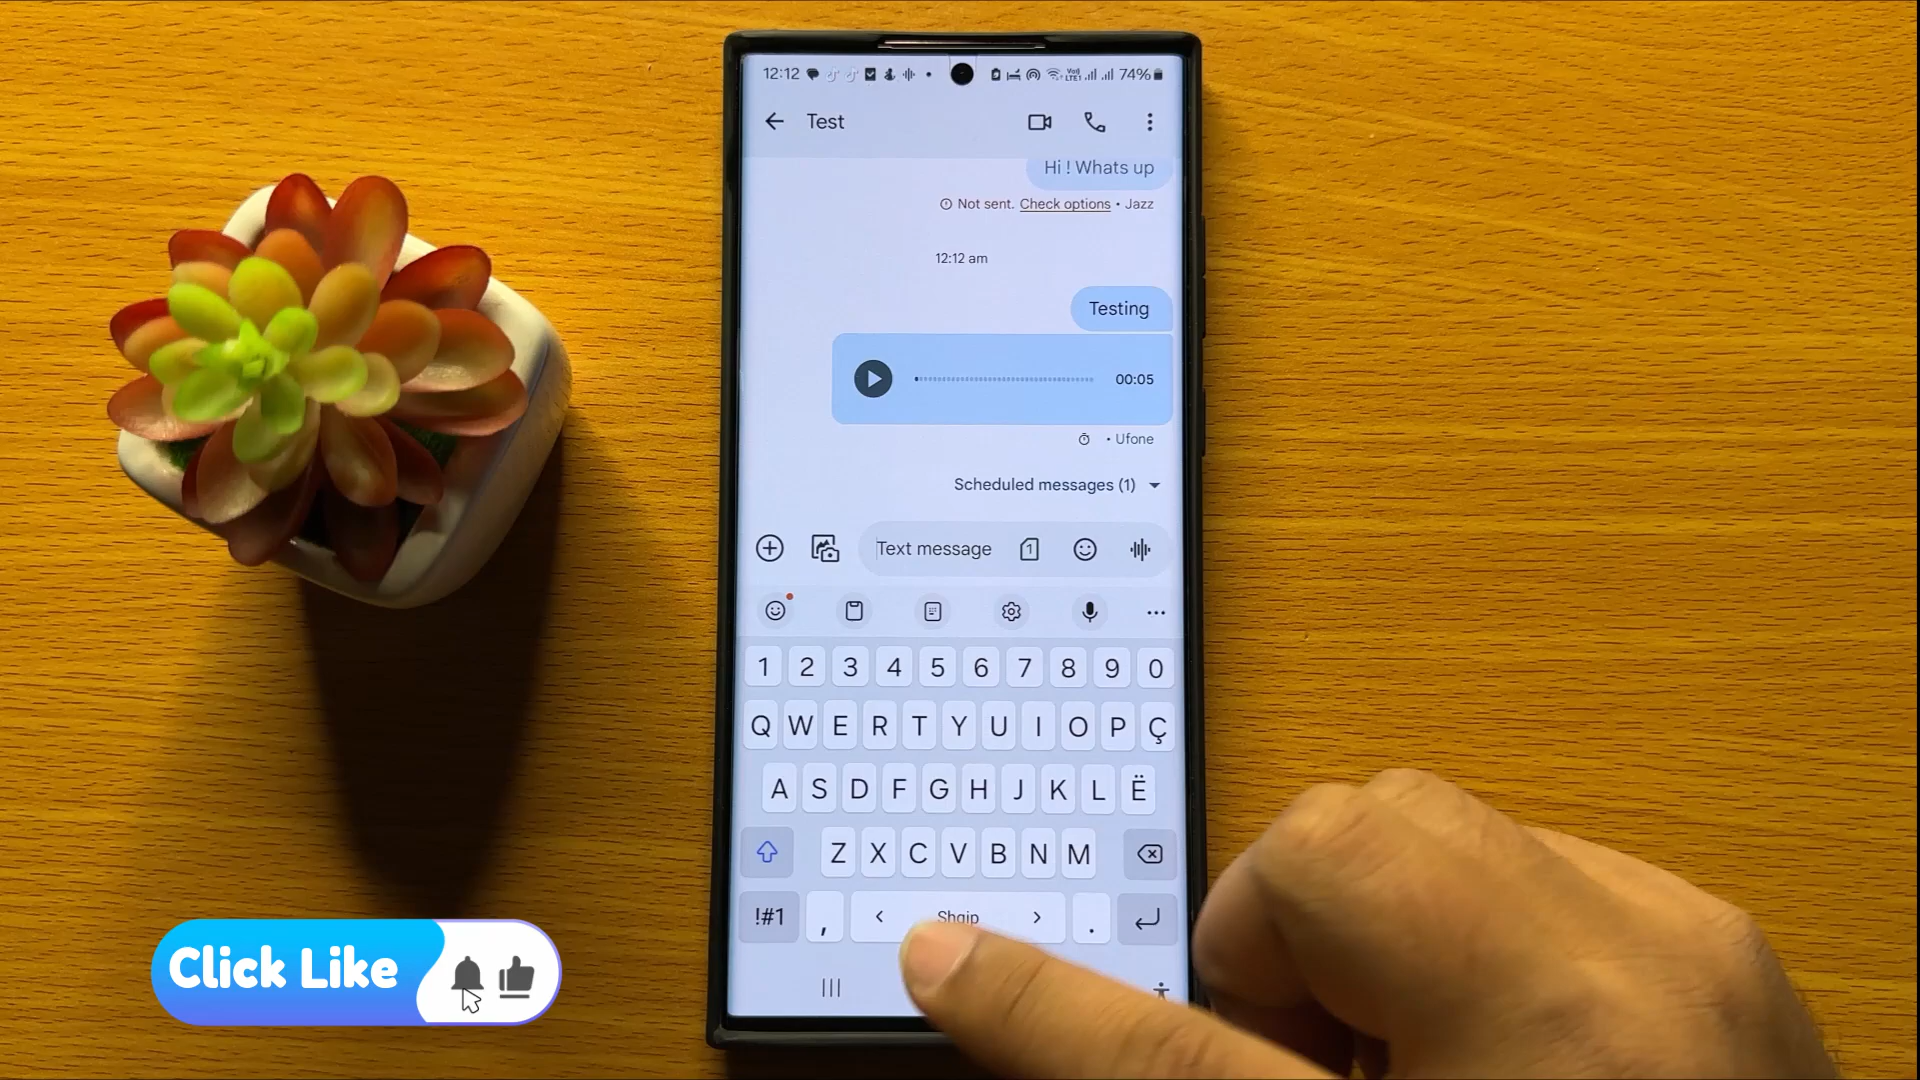 12:12
74%
Test
Hi ! Whats up
Not sent. Check options • Jazz
12:12 am
Testing
00:05
• Ufone
Scheduled messages (1)
Text message
1
1 2 3 4 5 6 7 8 9 0
Q W E R T Y U I O P Ç
A S D F G H J K L Ë
Z X C V B N M
!#1 , < Shqip > .
Click Like